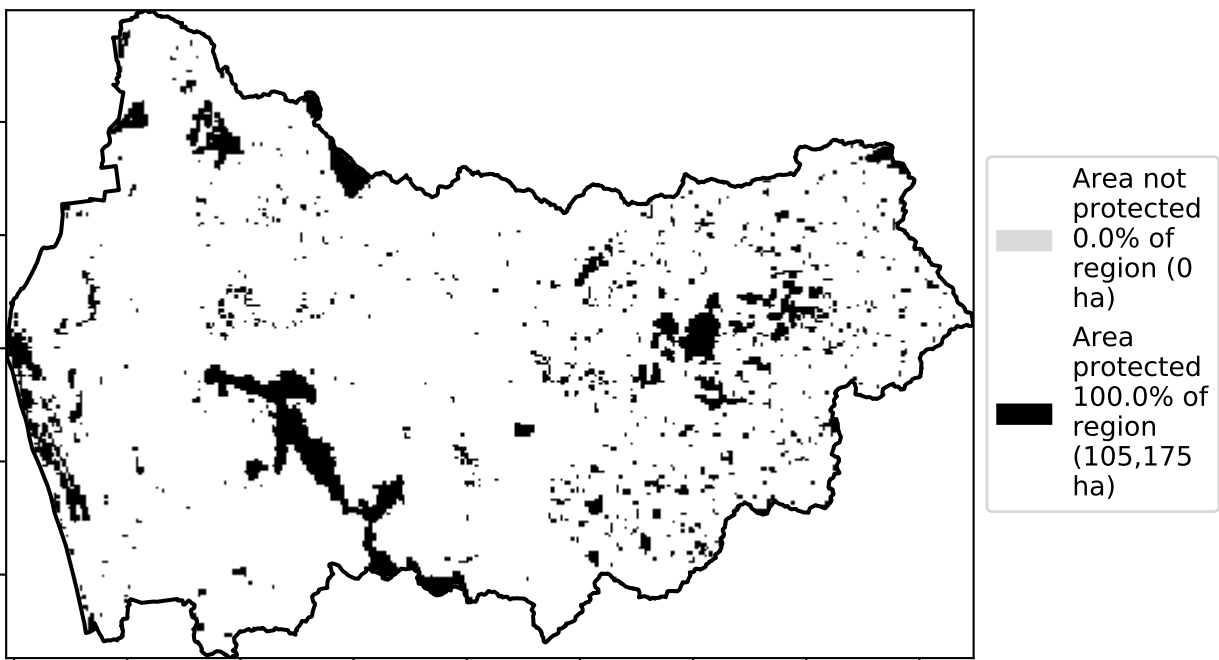 Area not
protected
0.0% of
region (0
ha)
Area
protected
100.0% of
region
(105,175
ha)